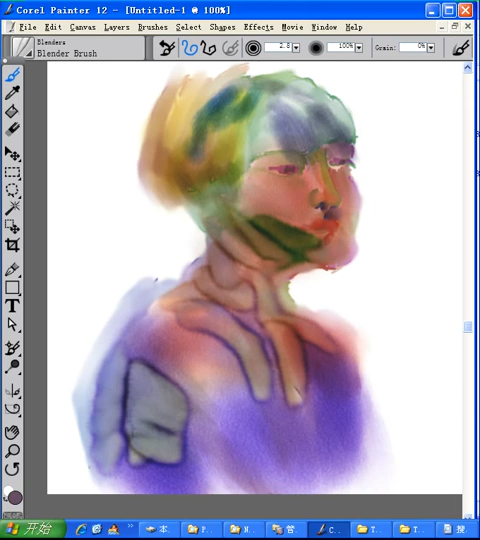 Corel Painter 12 - [Untitled-1 @ 100%]
File Edit Canvas Layers Brushes Select Shapes Effects Movie Window Help
Blenders
Blender Brush
2.8
100%
Grain: 0%
T
开始
本
P..
N..
管
C..
T..
T..
搜